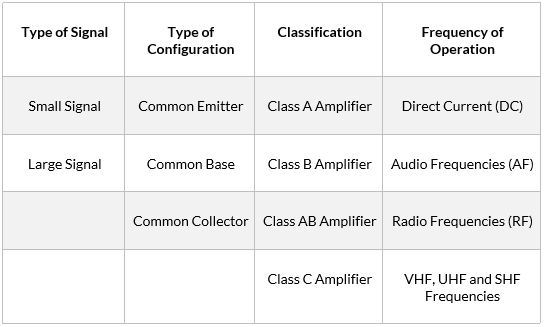 Type of Signal
Type of
Configuration
Classification
Frequency of
Operation
Small Signal
Common Emitter
Class A Amplifier
Direct Current (DC)
Large Signal
Common Base
Class B Amplifier
Audio Frequencies (AF)
Common Collector
Class AB Amplifier
Radio Frequencies (RF)
Class C Amplifier
VHF, UHF and SHF
Frequencies